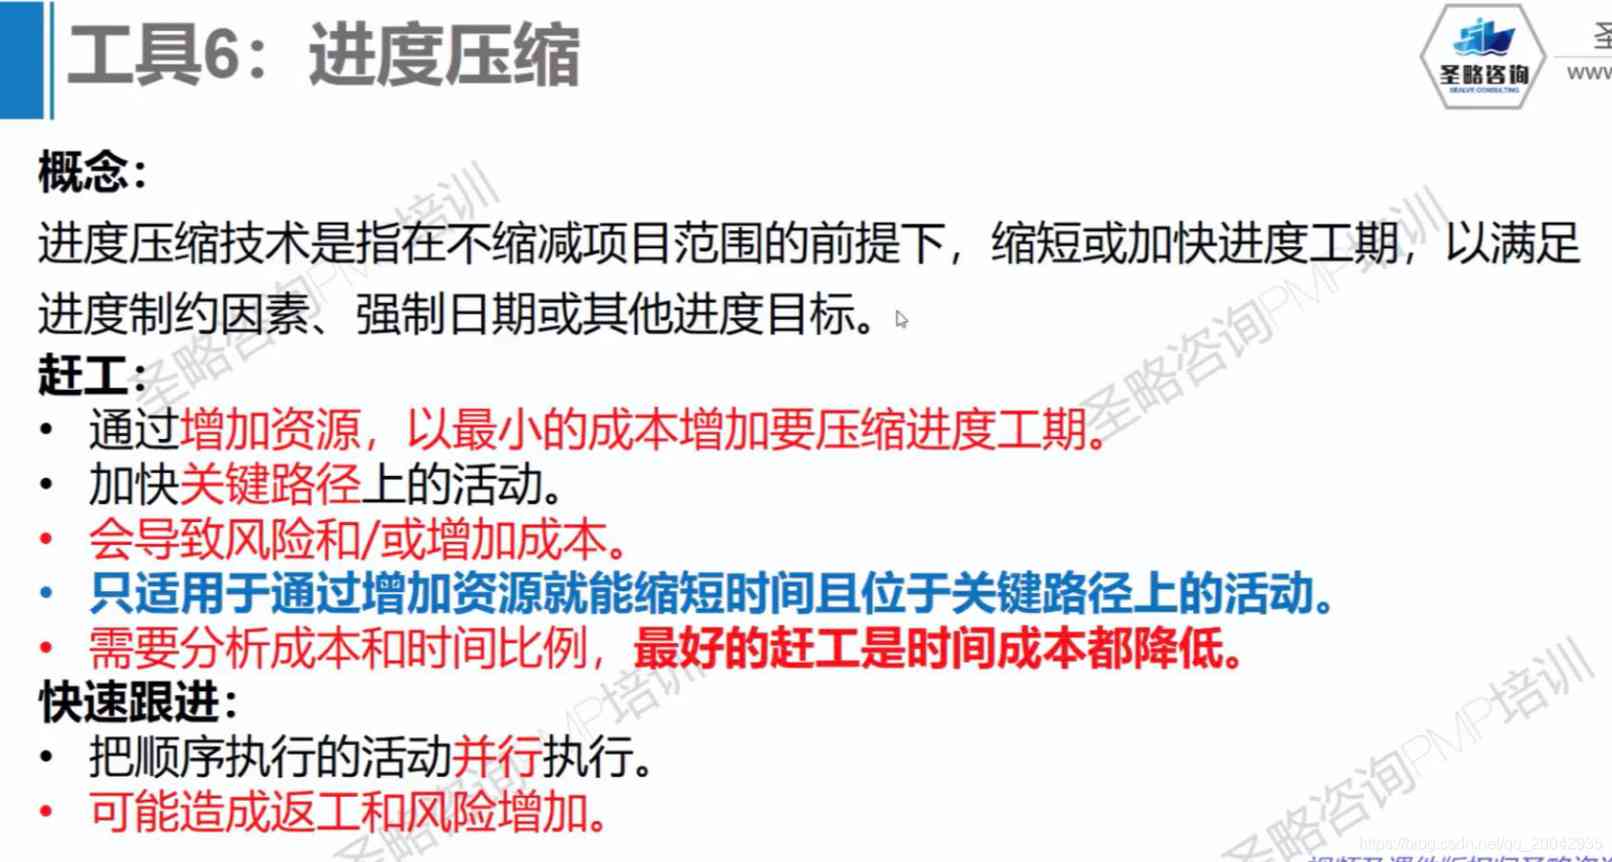 工具6：进度压缩
圣略咨询
SEALVE CONSULTING
圣
www
概念：
进度压缩技术是指在不缩减项目范围的前提下，缩短或加快进度工期，以满足
进度制约因素、强制日期或其他进度目标。
赶工：
• 通过增加资源，以最小的成本增加要压缩进度工期。
• 加快关键路径上的活动。
• 会导致风险和/或增加成本。
• 只适用于通过增加资源就能缩短时间且位于关键路径上的活动。
• 需要分析成本和时间比例，最好的赶工是时间成本都降低。
快速跟进：
• 把顺序执行的活动并行执行。
• 可能造成返工和风险增加。
圣略咨询PMP培训
圣略咨询PMP培训
圣略咨询PMP培训
圣略咨询PMP培训
https://blog.csdn.net/qq_20042935
视频及课件版权归圣略咨询